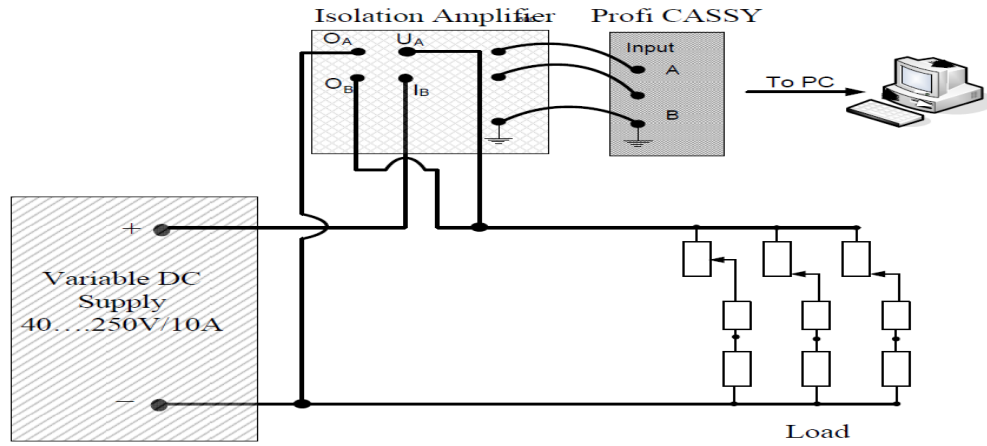 Isolation Amplifier
Profi CASSY
OA UA
OB IB
Input
A
B
To PC
+
Variable DC
Supply
40....250V/10A
−
Load